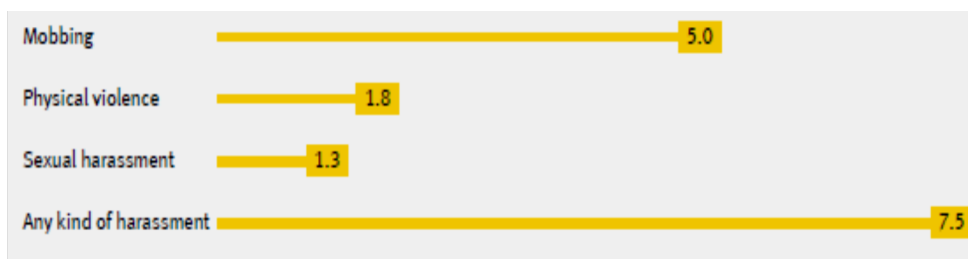 Mobbing 5.0
Physical violence 1.8
Sexual harassment 1.3
Any kind of harassment 7.5